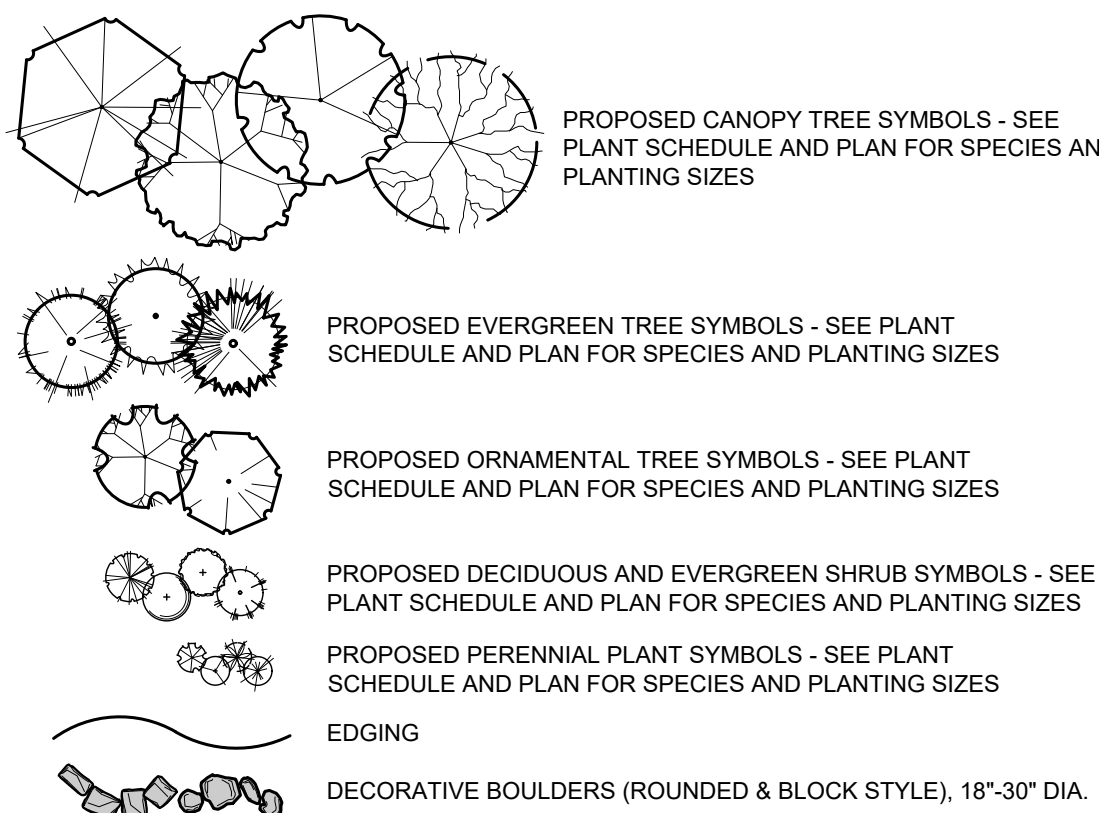 PROPOSED CANOPY TREE SYMBOLS - SEE
PLANT SCHEDULE AND PLAN FOR SPECIES AN
PLANTING SIZES
PROPOSED EVERGREEN TREE SYMBOLS - SEE PLANT
SCHEDULE AND PLAN FOR SPECIES AND PLANTING SIZES
PROPOSED ORNAMENTAL TREE SYMBOLS - SEE PLANT
SCHEDULE AND PLAN FOR SPECIES AND PLANTING SIZES
PROPOSED DECIDUOUS AND EVERGREEN SHRUB SYMBOLS - SEE
PLANT SCHEDULE AND PLAN FOR SPECIES AND PLANTING SIZES
PROPOSED PERENNIAL PLANT SYMBOLS - SEE PLANT
SCHEDULE AND PLAN FOR SPECIES AND PLANTING SIZES
EDGING
DECORATIVE BOULDERS (ROUNDED & BLOCK STYLE), 18"-30" DIA.